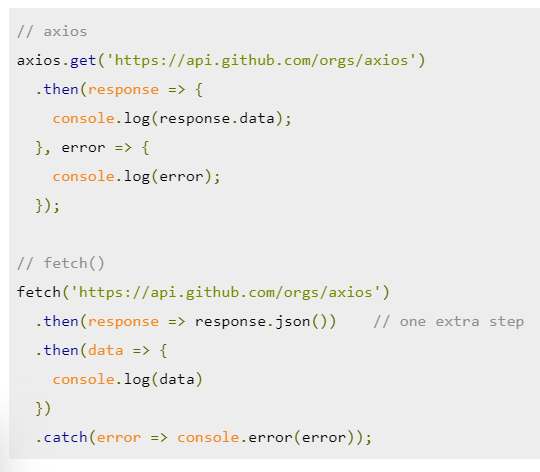 // axios
axios.get('https://api.github.com/orgs/axios')
  .then(response => {
    console.log(response.data);
  }, error => {
    console.log(error);
  });

// fetch()
fetch('https://api.github.com/orgs/axios')
  .then(response => response.json())    // one extra step
  .then(data => {
    console.log(data)
  })
  .catch(error => console.error(error));